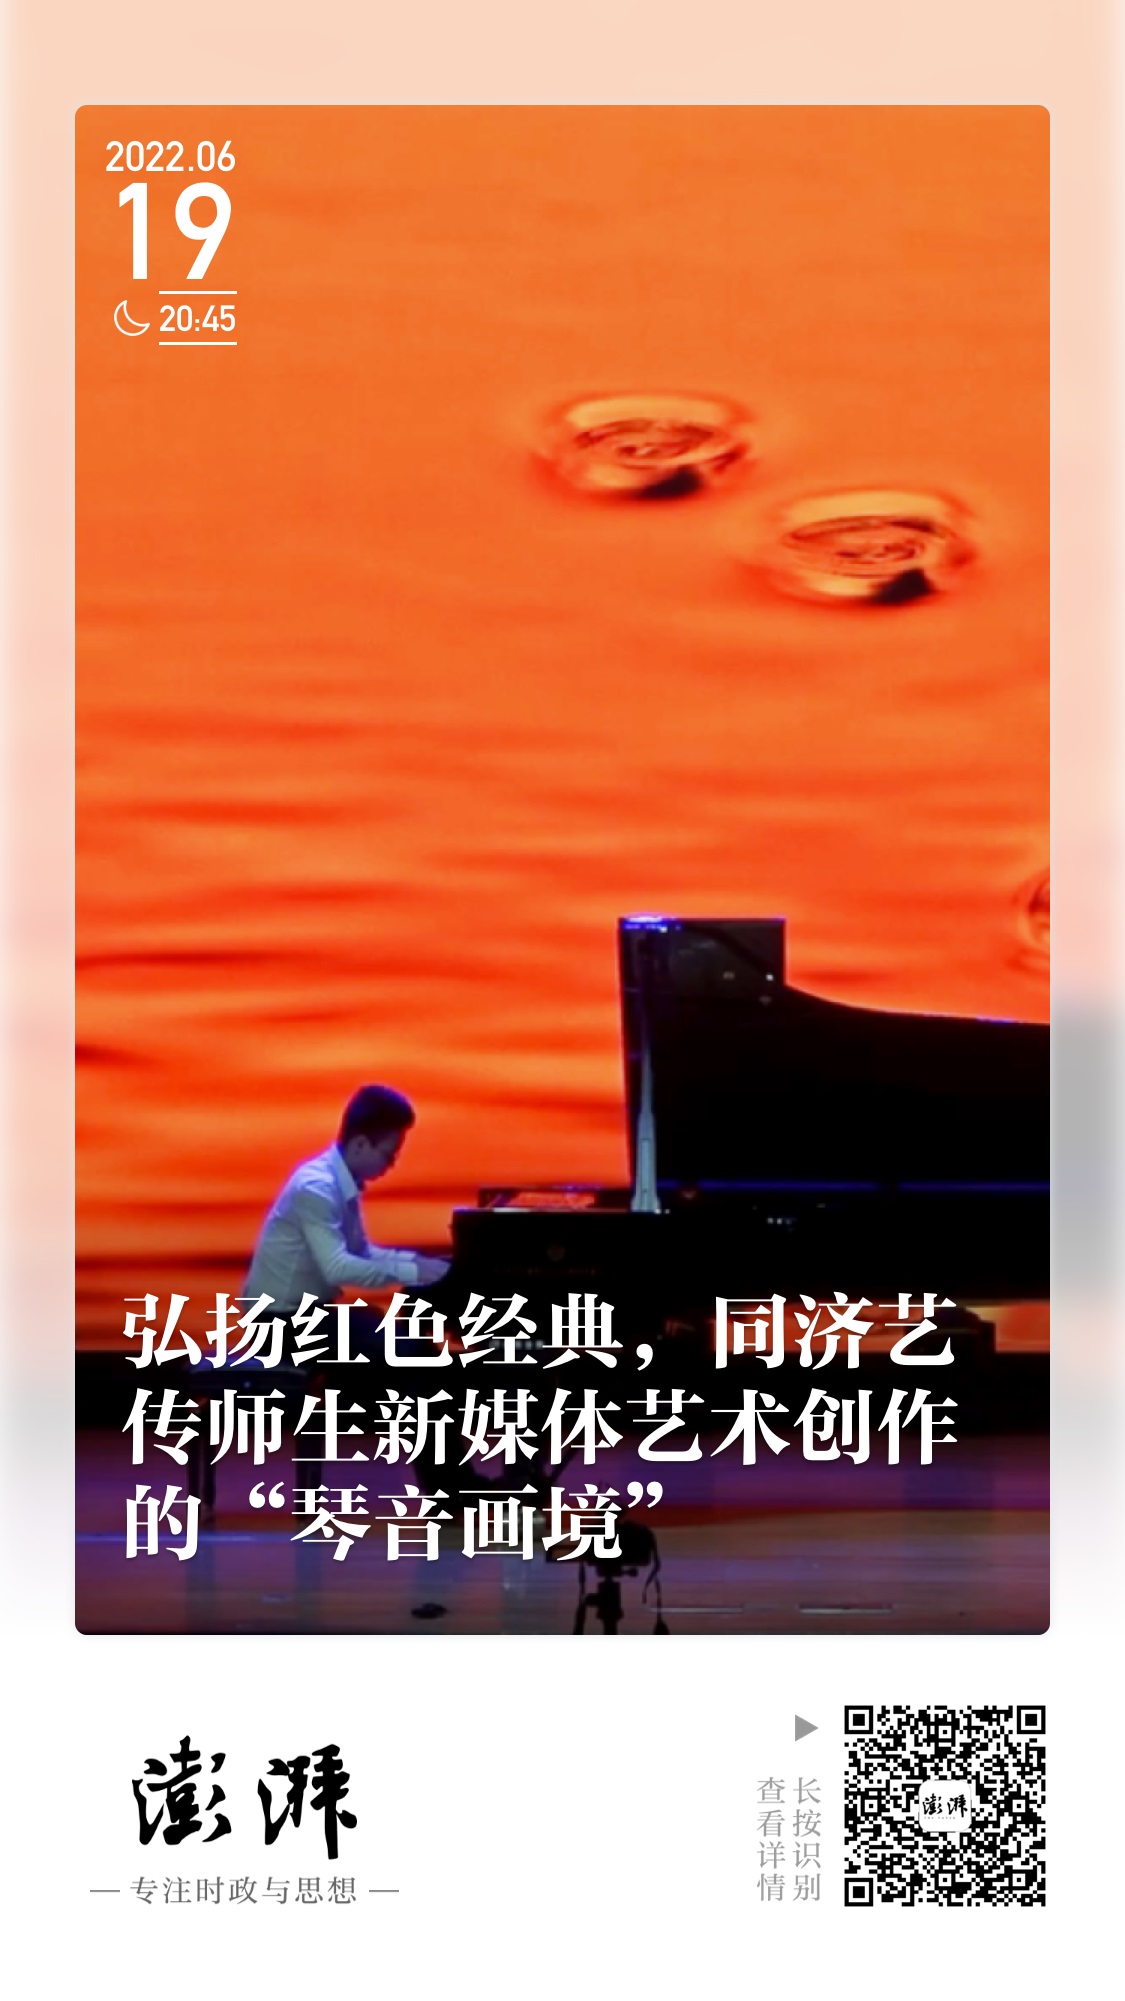 2022.06
19
20:45
弘扬红色经典，同济艺
传师生新媒体艺术创作
的“琴音画境”
澎湃
专注时政与思想
长按识别
查看详情
澎湃